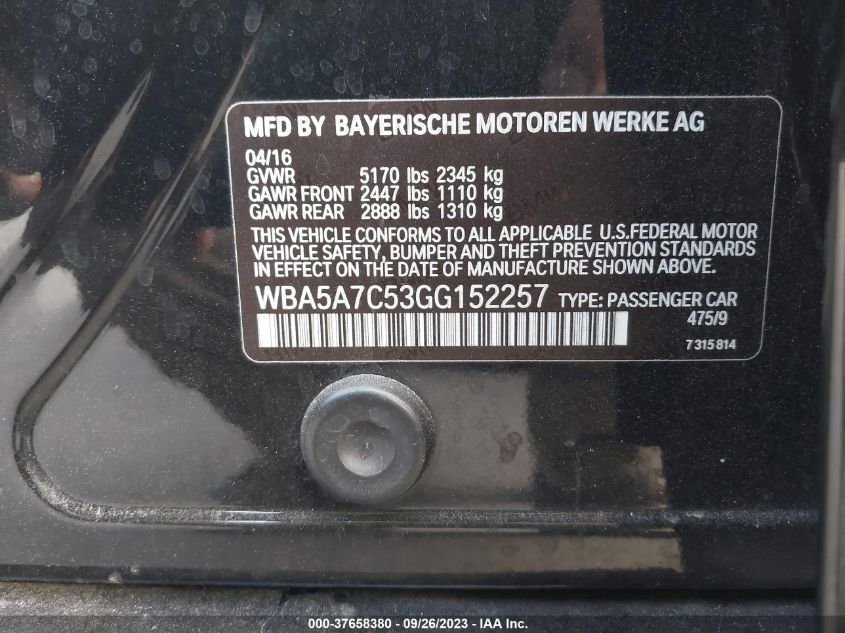 MFD BY BAYERISCHE MOTOREN WERKE AG
04/16
GVWR 5170 lbs 2345 kg
GAWR FRONT 2447 lbs 1110 kg
GAWR REAR 2888 lbs 1310 kg
THIS VEHICLE CONFORMS TO ALL APPLICABLE U.S.FEDERAL MOTOR
VEHICLE SAFETY, BUMPER AND THEFT PREVENTION STANDARDS
IN EFFECT ON THE DATE OF MANUFACTURE SHOWN ABOVE.
WBA5A7C53GG152257 TYPE: PASSENGER CAR
475/9
7 315 814
000-37658380 - 09/26/2023 - IAA Inc.